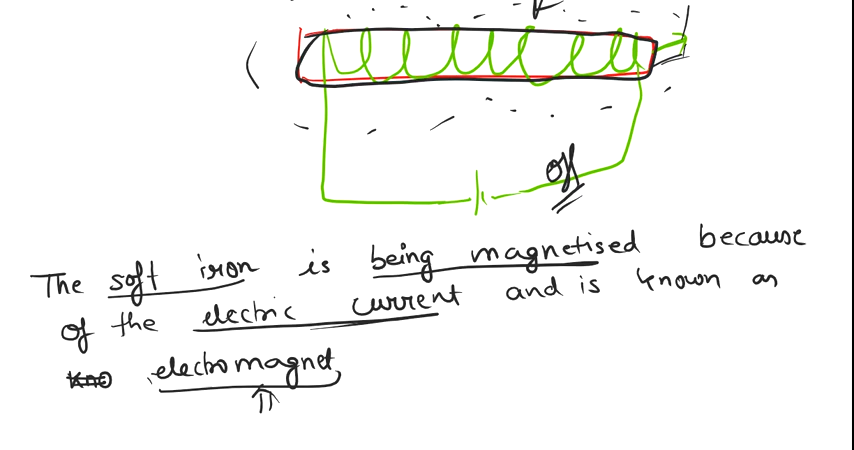 off
The soft iron is being magnetised because
of the electric current and is known as
electromagnet